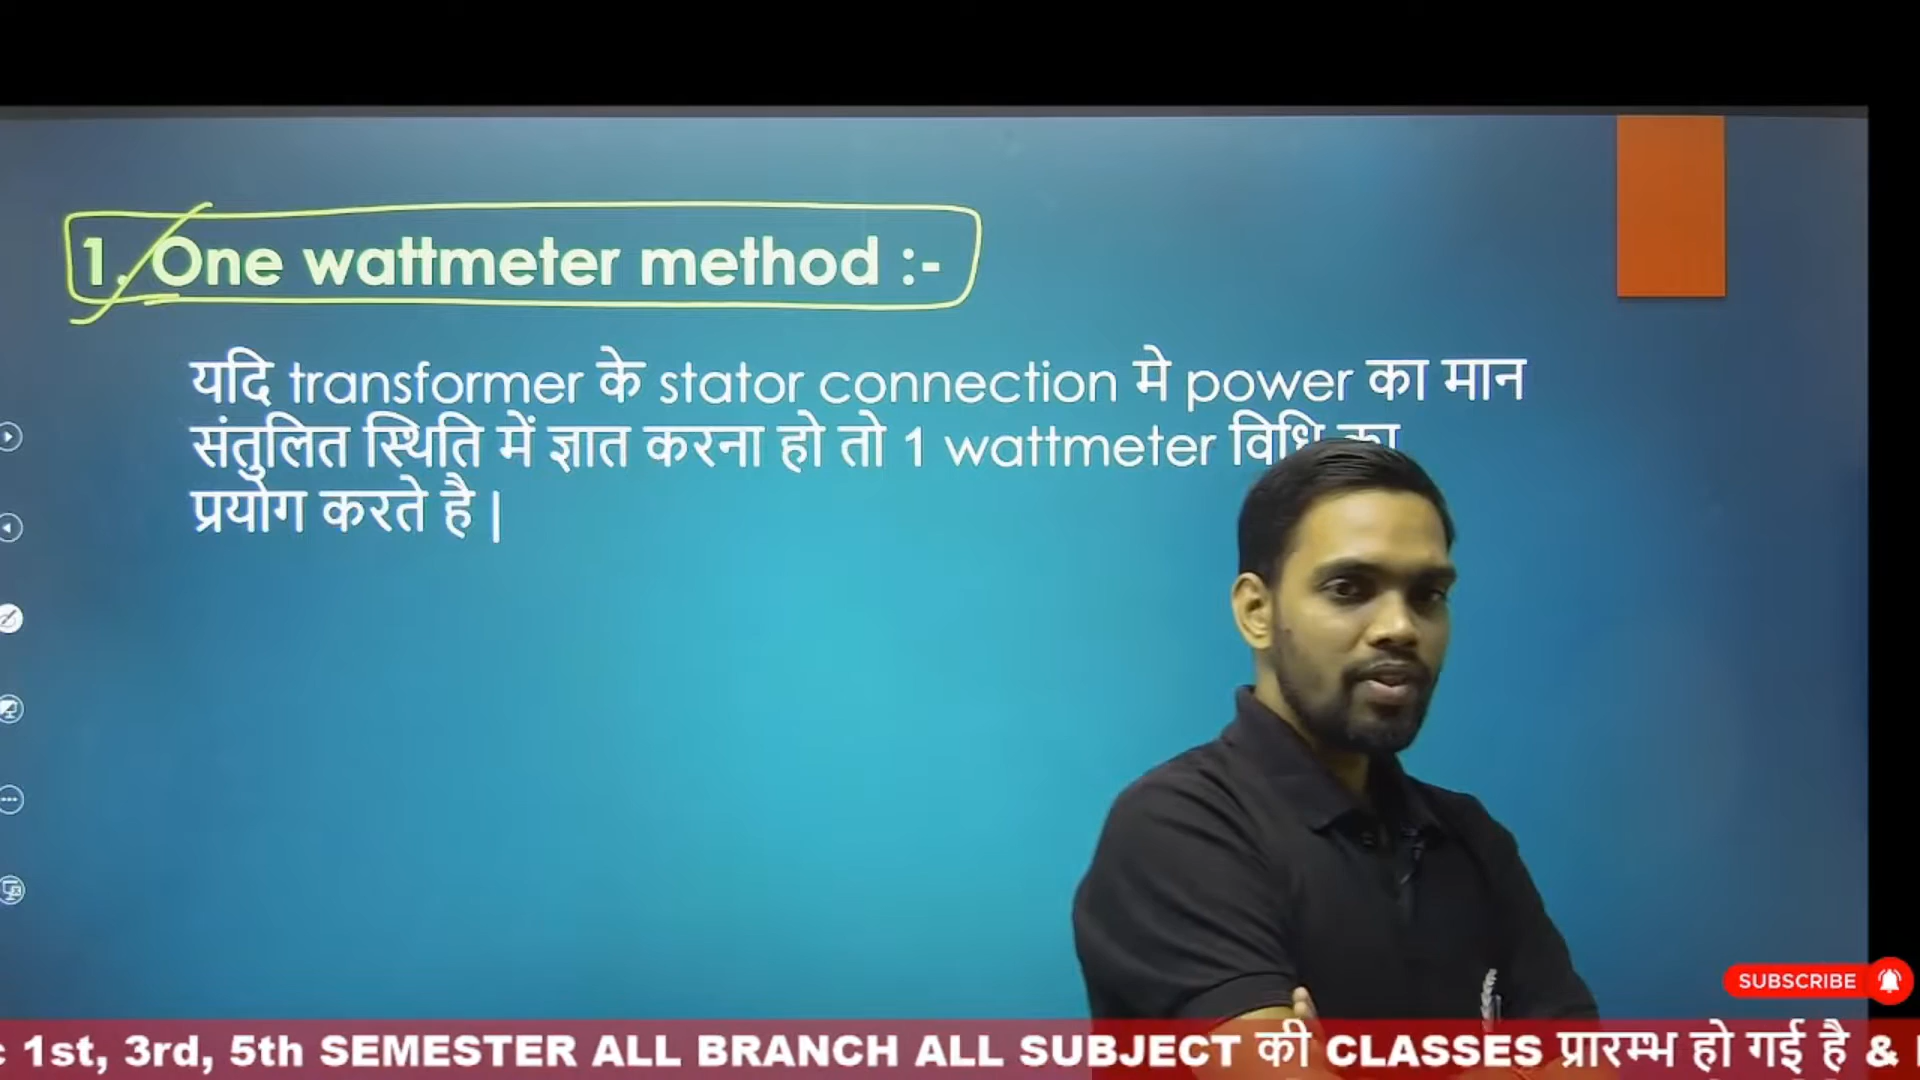 1. One wattmeter method :-
यदि transformer के stator connection मे power का मान
संतुलित स्थिति में ज्ञात करना हो तो 1 wattmeter विधि का
प्रयोग करते है |
SUBSCRIBE
1st, 3rd, 5th SEMESTER ALL BRANCH ALL SUBJECT की CLASSES प्रारम्भ हो गई है &